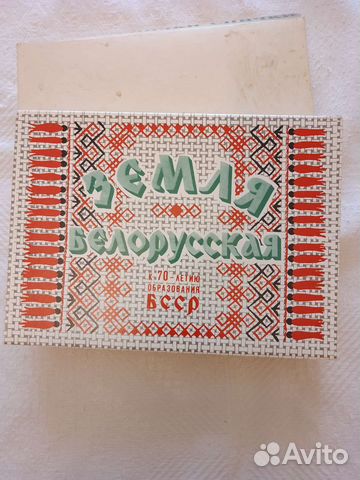 ЗЕМЛЯ
БЕЛОРУССКАЯ
К·70-ЛЕТИЮ
ОБРАЗОВАНИЯ
БССР
Avito